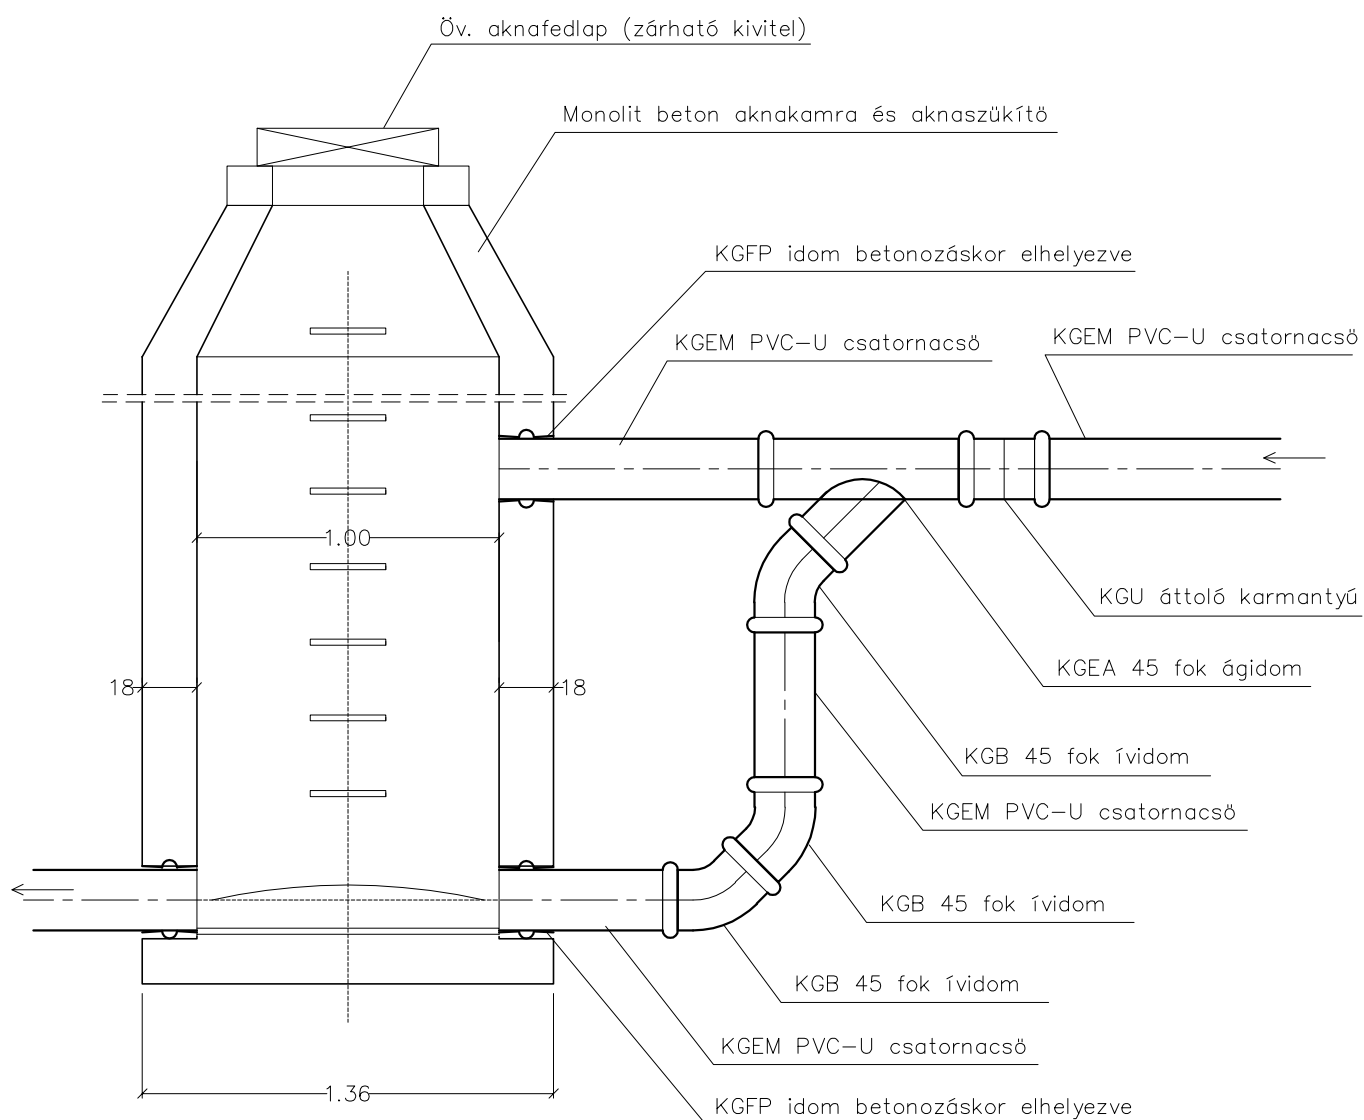 Öv. aknafedlap (zárható kivitel)
Monolit beton aknakamra és aknaszükítö
KGFP idom betonozáskor elhelyezve
KGEM PVC-U csatornacsö
KGEM PVC-U csatornacsö
1.00
KGU áttoló karmantyú
KGEA 45 fok ágidom
18
18
KGB 45 fok ívidom
KGEM PVC-U csatornacsö
KGB 45 fok ívidom
KGB 45 fok ívidom
KGEM PVC-U csatornacsö
1.36
KGFP idom betonozáskor elhelyezve